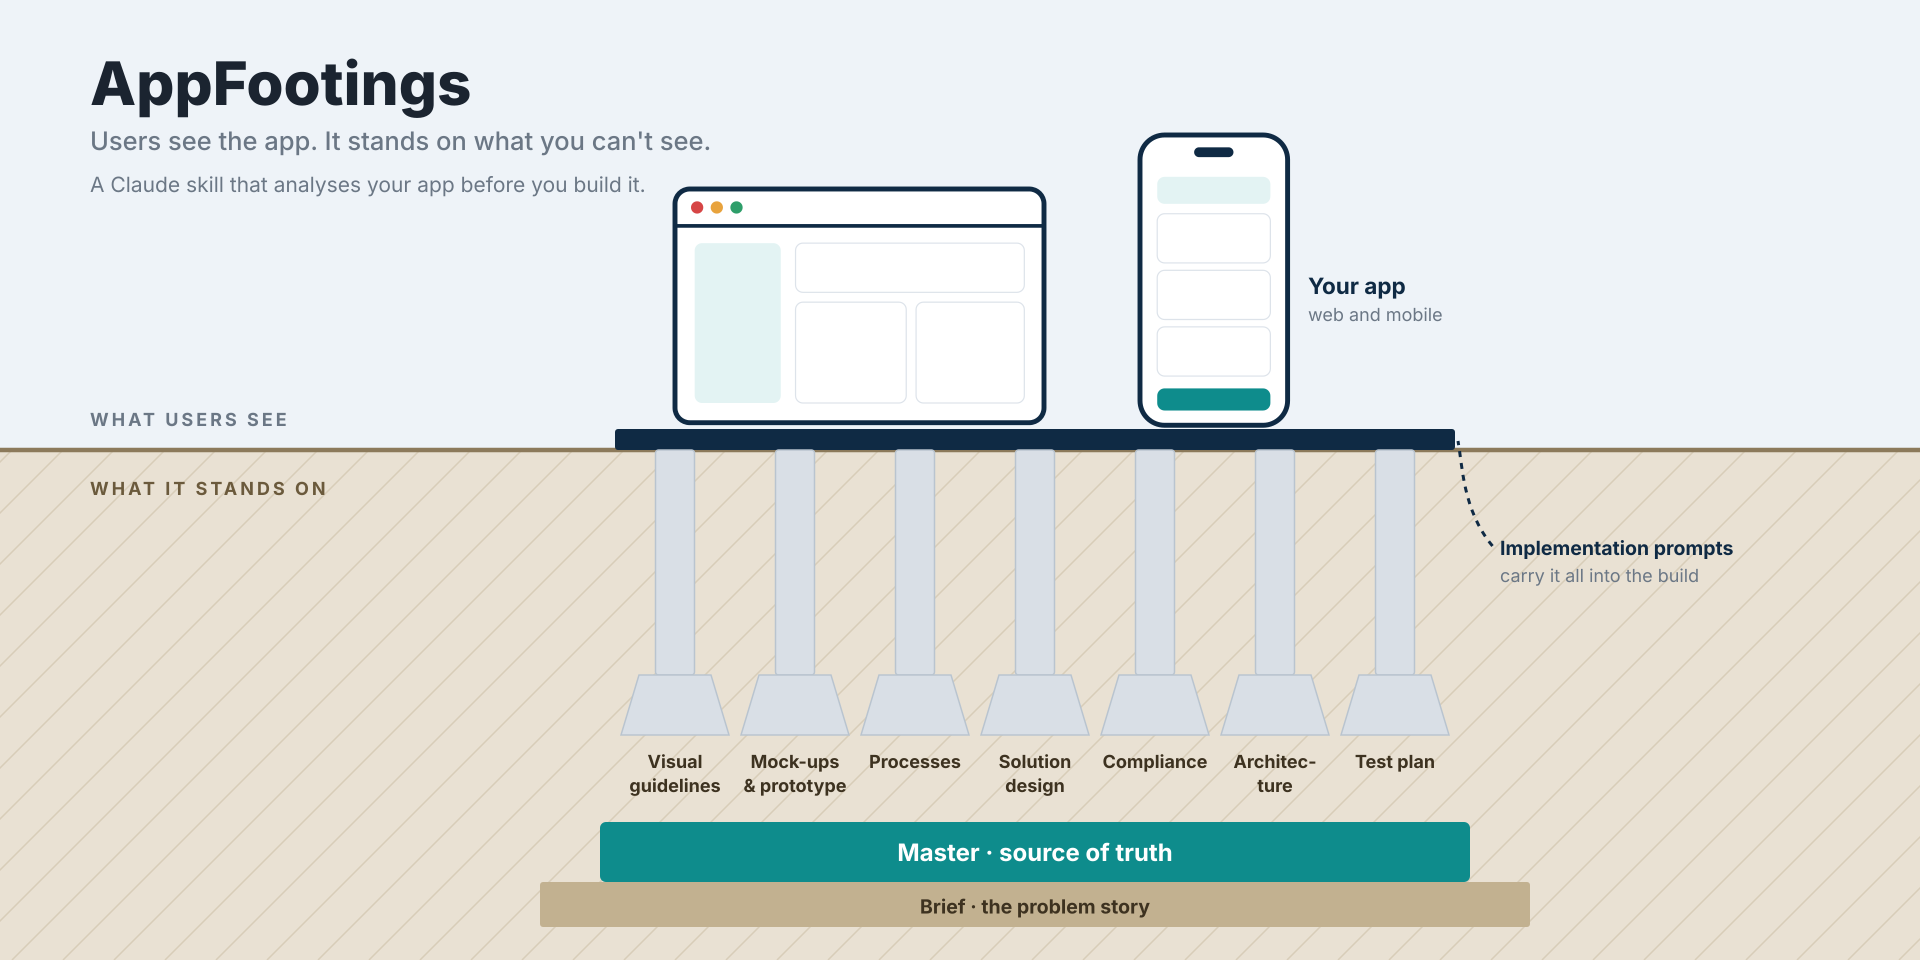 AppFootings
Users see the app. It stands on what you can't see.
A Claude skill that analyses your app before you build it.
Your app
web and mobile
WHAT USERS SEE
WHAT IT STANDS ON
Implementation prompts
carry it all into the build
Visual
guidelines
Mock-ups
& prototype
Processes
Solution
design
Compliance
Architec-
ture
Test plan
Master · source of truth
Brief · the problem story